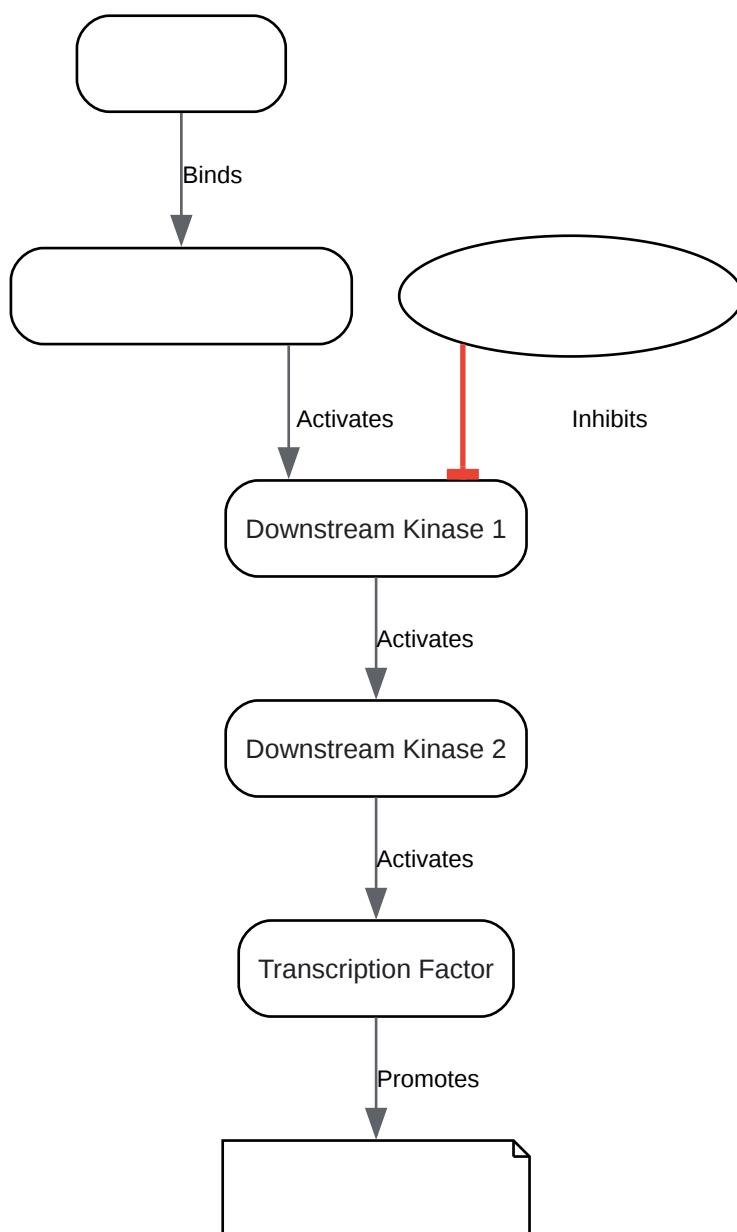 Binds
Activates
Inhibits
Downstream Kinase 1
Activates
Downstream Kinase 2
Activates
Transcription Factor
Promotes